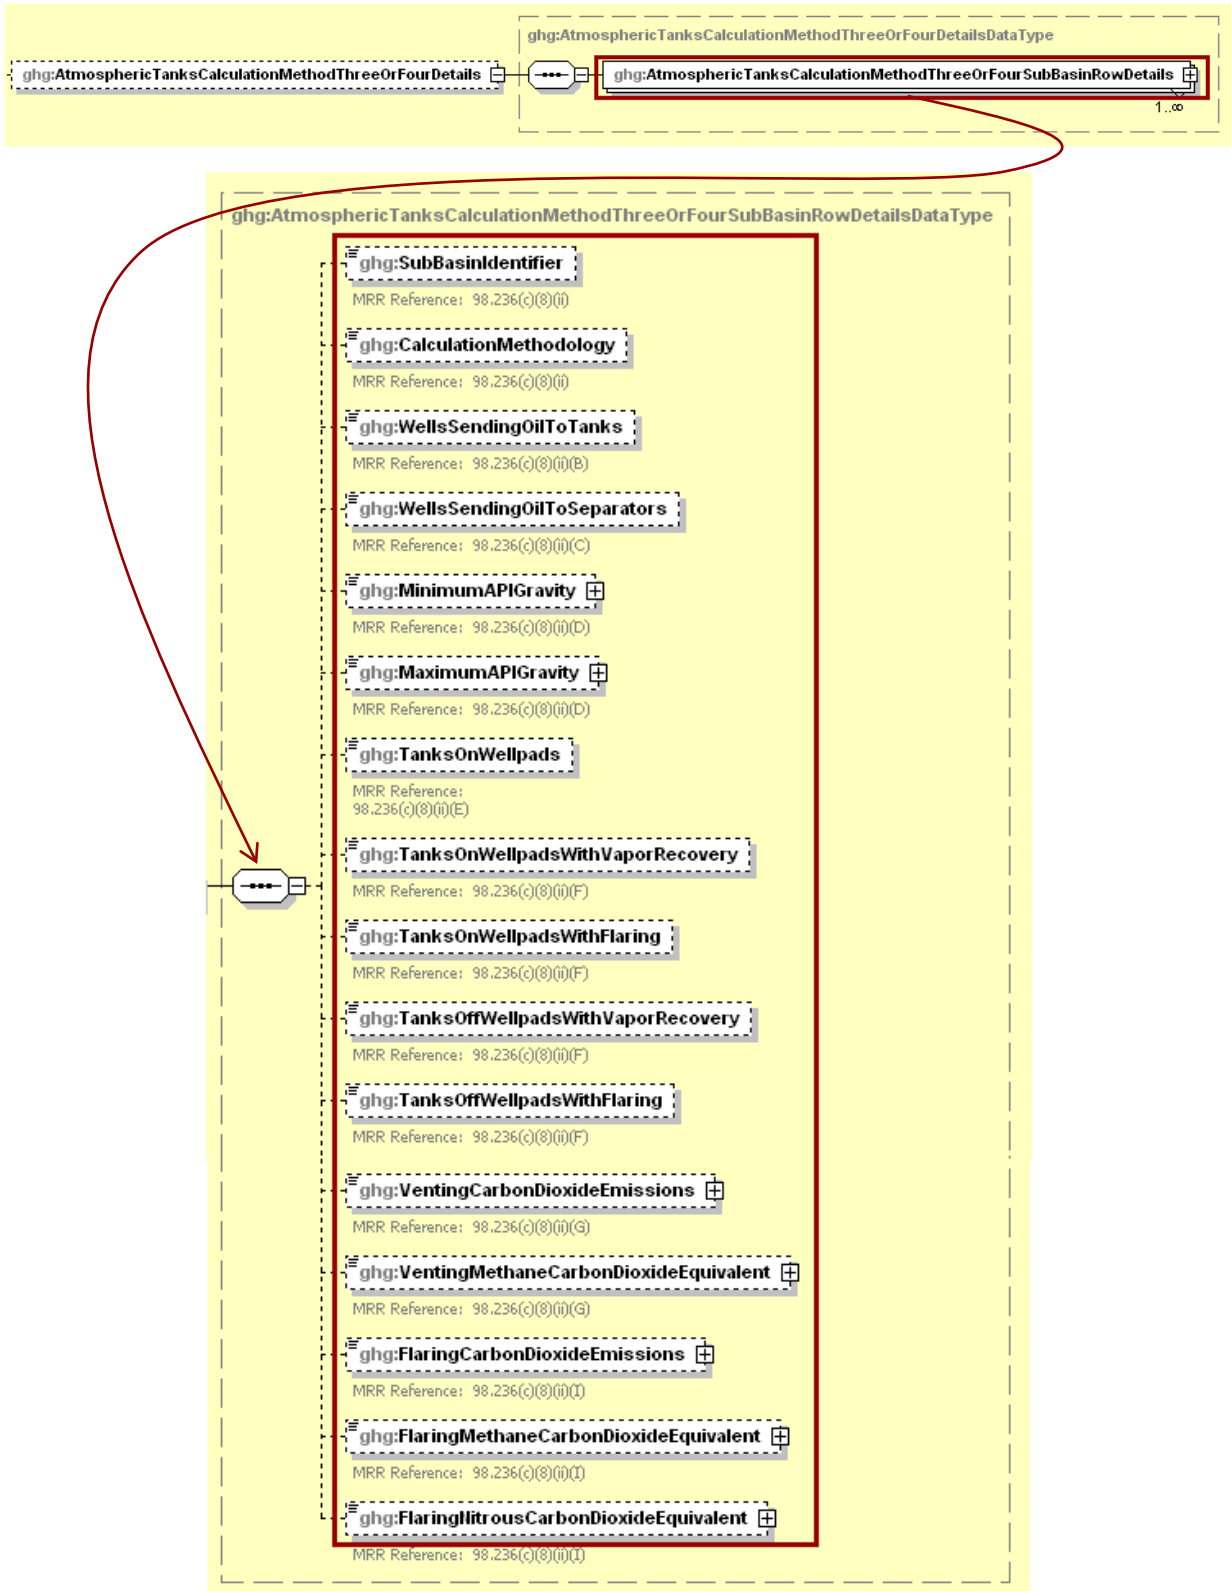 ghg:AtmosphericTanksCalculationMethodThreeOrFourDetailsDataType
ghg:AtmosphericTanksCalculationMethodThreeOrFourDetails
ghg:AtmosphericTanksCalculationMethodThreeOrFourSubBasinRowDetails
1..∞
ghg:AtmosphericTanksCalculationMethodThreeOrFourSubBasinRowDetailsDataType
ghg:SubBasinIdentifier
MRR Reference: 98.236(c)(8)(ii)
ghg:CalculationMethodology
MRR Reference: 98.236(c)(8)(ii)
ghg:WellsSendingOilToTanks
MRR Reference: 98.236(c)(8)(ii)(B)
ghg:WellsSendingOilToSeparators
MRR Reference: 98.236(c)(8)(ii)(C)
ghg:MinimumAPIGravity
MRR Reference: 98.236(c)(8)(ii)(D)
ghg:MaximumAPIGravity
MRR Reference: 98.236(c)(8)(ii)(D)
ghg:TanksOnWellpads
MRR Reference:
98.236(c)(8)(ii)(E)
ghg:TanksOnWellpadsWithVaporRecovery
MRR Reference: 98.236(c)(8)(ii)(F)
ghg:TanksOnWellpadsWithFlaring
MRR Reference: 98.236(c)(8)(ii)(F)
ghg:TanksOffWellpadsWithVaporRecovery
MRR Reference: 98.236(c)(8)(ii)(F)
ghg:TanksOffWellpadsWithFlaring
MRR Reference: 98.236(c)(8)(ii)(F)
ghg:VentingCarbonDioxideEmissions
MRR Reference: 98.236(c)(8)(ii)(G)
ghg:VentingMethaneCarbonDioxideEquivalent
MRR Reference: 98.236(c)(8)(ii)(G)
ghg:FlaringCarbonDioxideEmissions
MRR Reference: 98.236(c)(8)(ii)(I)
ghg:FlaringMethaneCarbonDioxideEquivalent
MRR Reference: 98.236(c)(8)(ii)(I)
ghg:FlaringNitrousCarbonDioxideEquivalent
MRR Reference: 98.236(c)(8)(ii)(I)